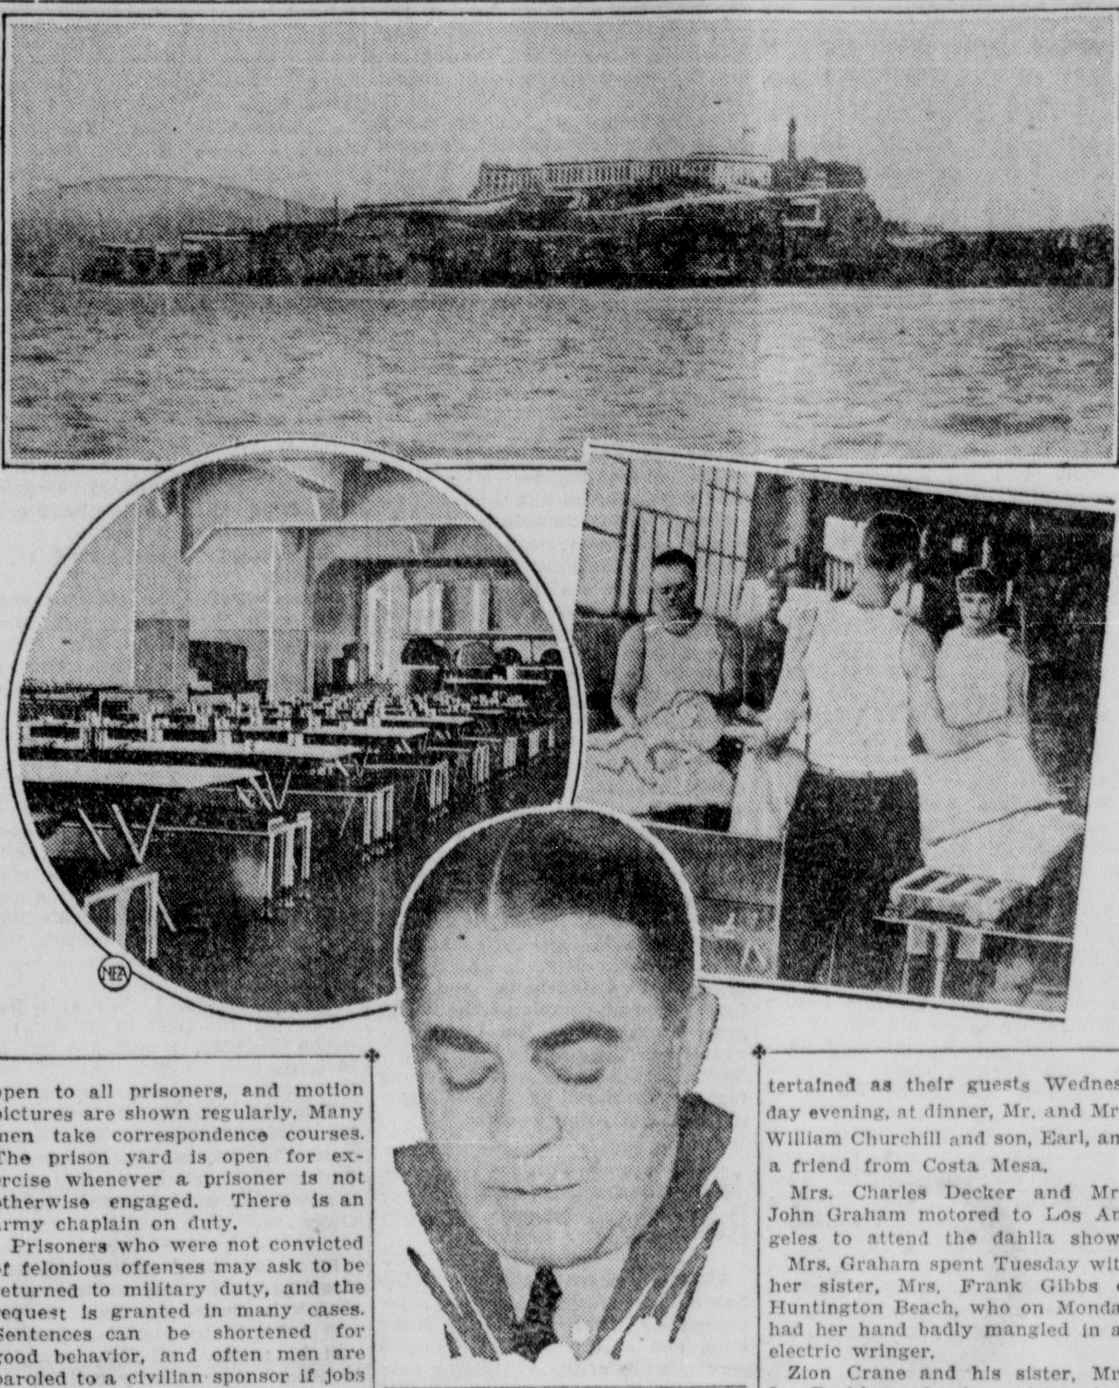 NEA
open to all prisoners, and motion
pictures are shown regularly. Many
men take correspondence courses.
The prison yard is open for ex-
ercise whenever a prisoner is not
otherwise engaged. There is an
army chaplain on duty.
Prisoners who were not convicted
of felonious offenses may ask to be
returned to military duty, and the
request is granted in many cases.
Sentences can be shortened for
good behavior, and often men are
paroled to a civilian sponsor if jobs
tertained as their guests Wednes
day evening, at dinner, Mr. and Mr
William Churchill and son, Earl, an
a friend from Costa Mesa.
Mrs. Charles Decker and Mr
John Graham motored to Los An
geles to attend the dahlia show
Mrs. Graham spent Tuesday wit
her sister, Mrs. Frank Gibbs
Huntington Beach, who on Monda
had her hand badly mangled in a
electric wringer.
Zion Crane and his sister, Mr